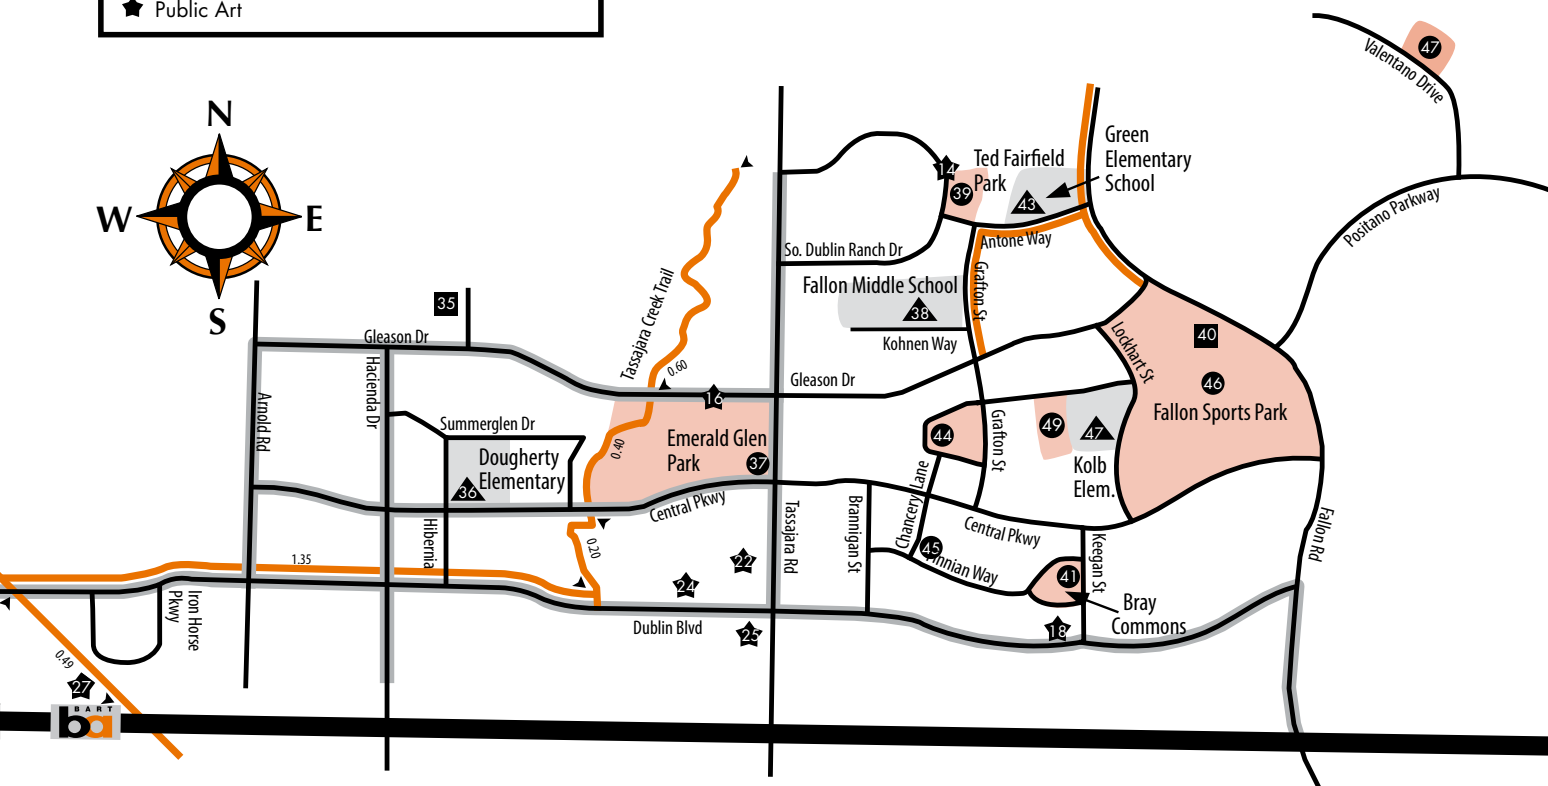 Public Art
N
W
E
S
47
Valentano Drive
Positano Parkway
Green
Elementary
School
Ted Fairfield
Park
14
39
43
Antone Way
So. Dublin Ranch Dr
Grafton St
Fallon Middle School
38
Kohnen Way
35
Gleason Dr
Tassajara Creek Trail
0.60
Gleason Dr
Lockhart St
40
46
Fallon Sports Park
Hacienda Dr
Arnold Rd
16
Summerglen Dr
Dougherty
Elementary
36
0.40
Emerald Glen
Park
37
44
Grafton St
49
47
Kolb
Elem.
Central Pkwy
Hibernia
0.20
Tassajara Rd
Brannigan St
Chancery Lane
Central Pkwy
45
Finnian Way
Keegan St
Fallon Rd
1.35
22
24
25
41
Bray
Commons
18
Dublin Blvd
Iron Horse
Pkwy
0.49
27
BART
ba